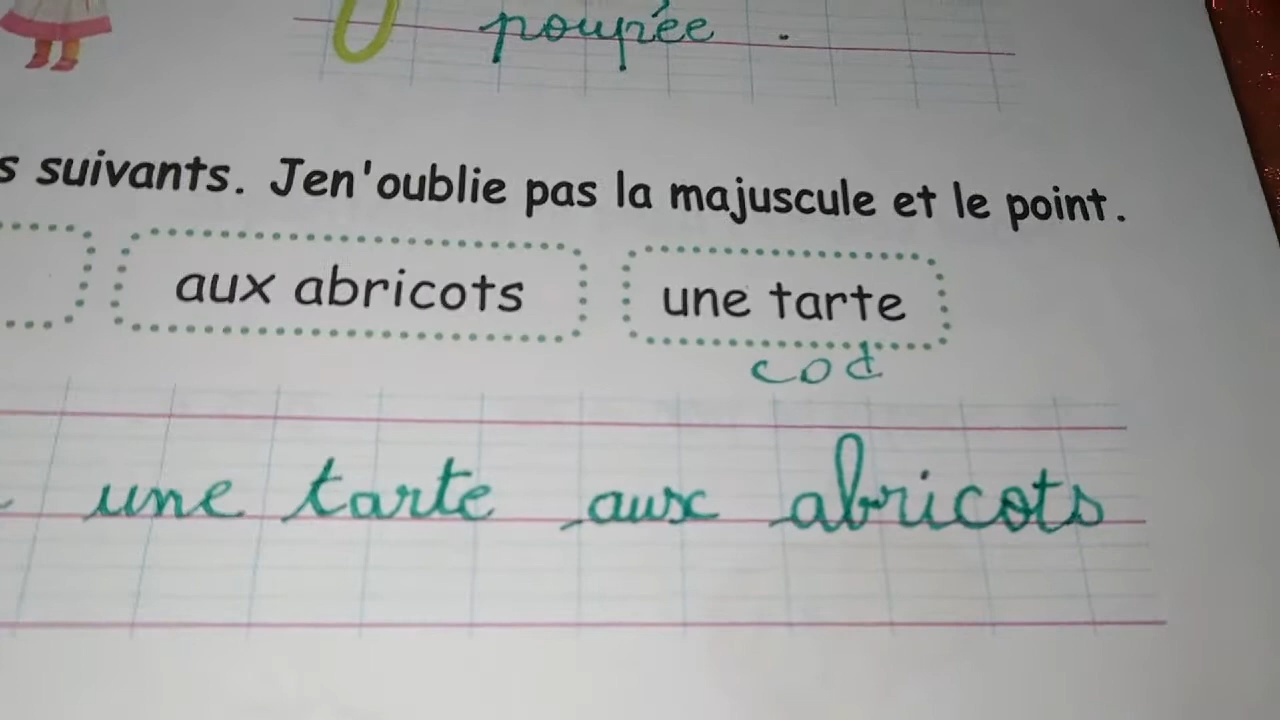 poupée .
s suivants. Jen'oublie pas la majuscule et le point.
aux abricots
une tarte
cod
une tarte aux abricots